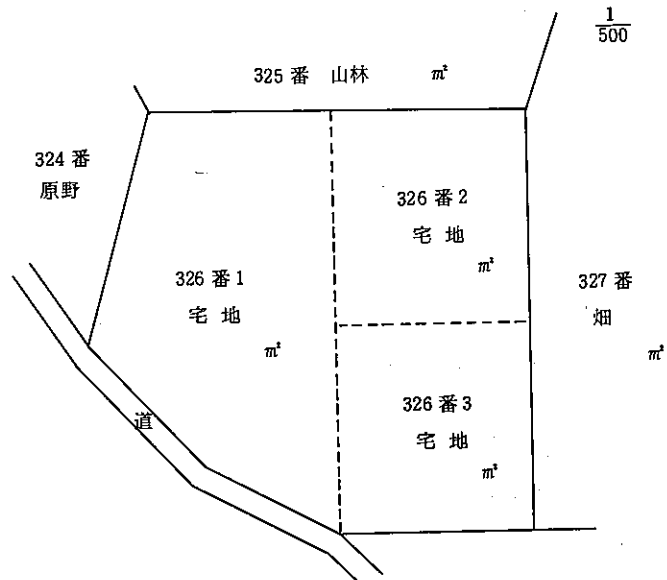 1/500
325番 山林 m²
324番
原野
326番2
宅地
m²
326番1
宅地
m²
327番
畑
m²
道
326番3
宅地
m²